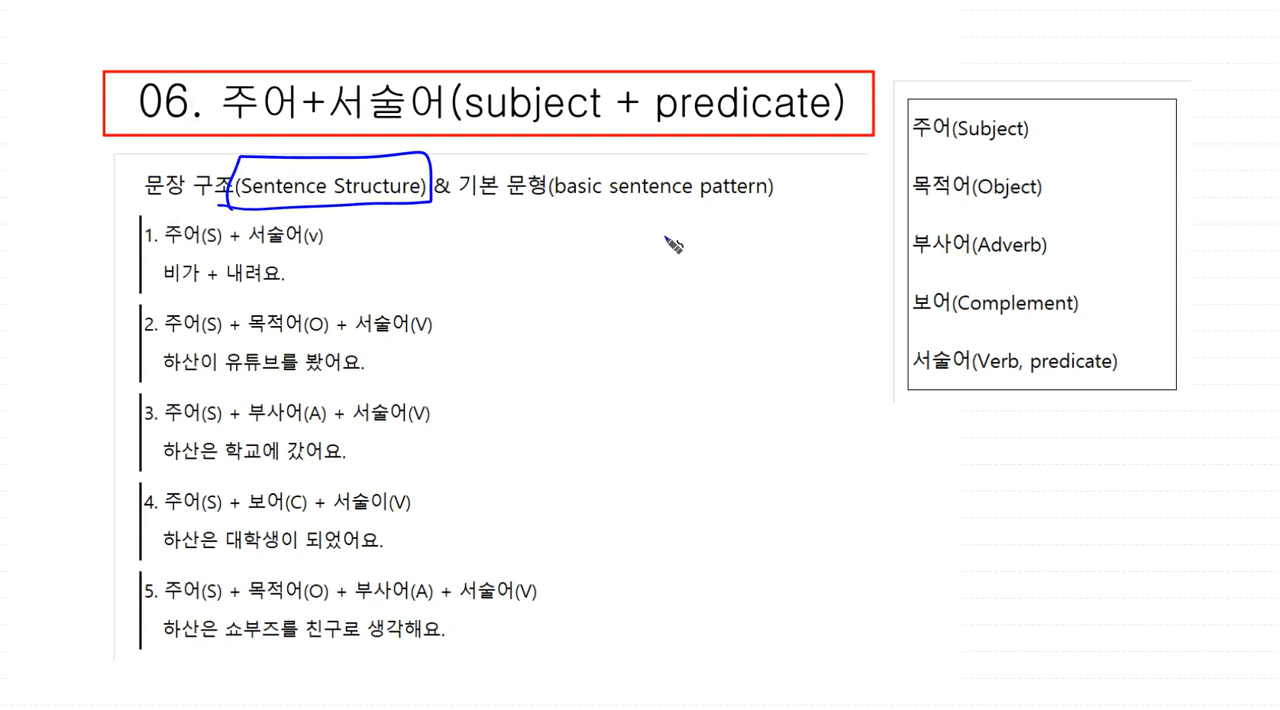 06. 주어+서술어(subject + predicate)
문장 구조(Sentence Structure) & 기본 문형(basic sentence pattern)
1. 주어(S) + 서술어(v)
비가 + 내려요.
2. 주어(S) + 목적어(O) + 서술어(V)
하산이 유튜브를 봤어요.
3. 주어(S) + 부사어(A) + 서술어(V)
하산은 학교에 갔어요.
4. 주어(S) + 보어(C) + 서술이(V)
하산은 대학생이 되었어요.
5. 주어(S) + 목적어(O) + 부사어(A) + 서술어(V)
하산은 쇼부즈를 친구로 생각해요.
주어(Subject)
목적어(Object)
부사어(Adverb)
보어(Complement)
서술어(Verb, predicate)